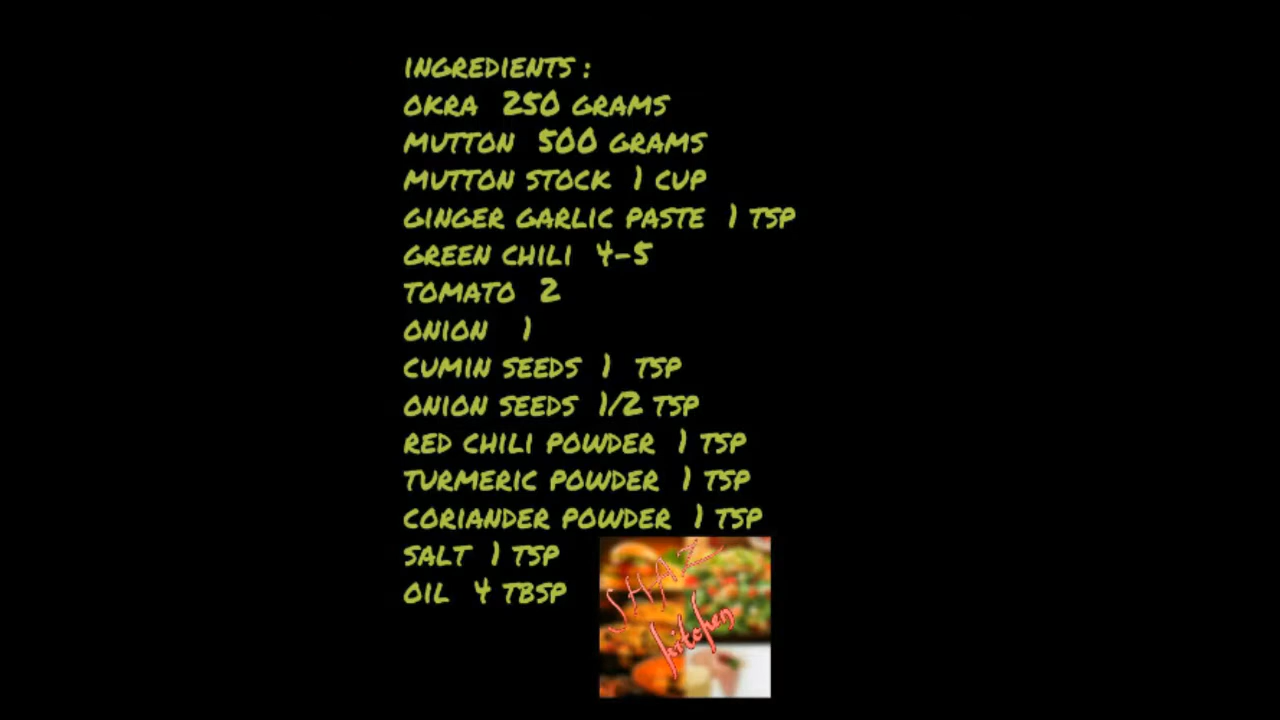 INGREDIENTS :
OKRA 250 GRAMS
MUTTON 500 GRAMS
MUTTON STOCK 1 CUP
GINGER GARLIC PASTE 1 TSP
GREEN CHILI 4-5
TOMATO 2
ONION 1
CUMIN SEEDS 1 TSP
ONION SEEDS 1/2 TSP
RED CHILI POWDER 1 TSP
TURMERIC POWDER 1 TSP
CORIANDER POWDER 1 TSP
SALT 1 TSP
OIL 4 TBSP
SHAZ
kitchen